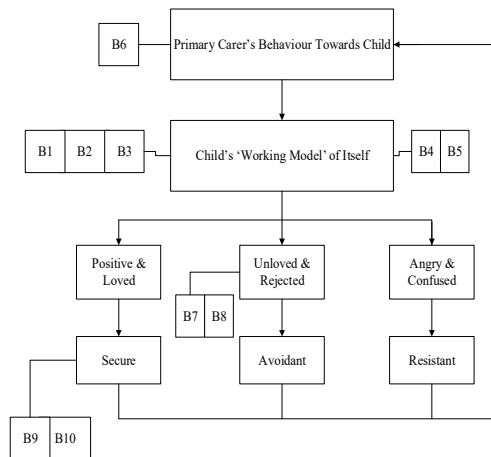 B6
Primary Carer's Behaviour Towards Child
B1 B2 B3
Child's 'Working Model' of Itself
B4 B5
Positive &
Loved
Unloved &
Rejected
Angry &
Confused
B7 B8
Secure
Avoidant
Resistant
B9 B10